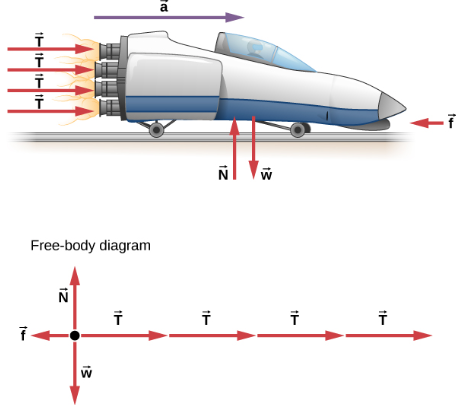 a⃗
T⃗
T⃗
T⃗
T⃗
f⃗
N⃗ w⃗
Free-body diagram
N⃗
f⃗ T⃗ T⃗ T⃗ T⃗
w⃗